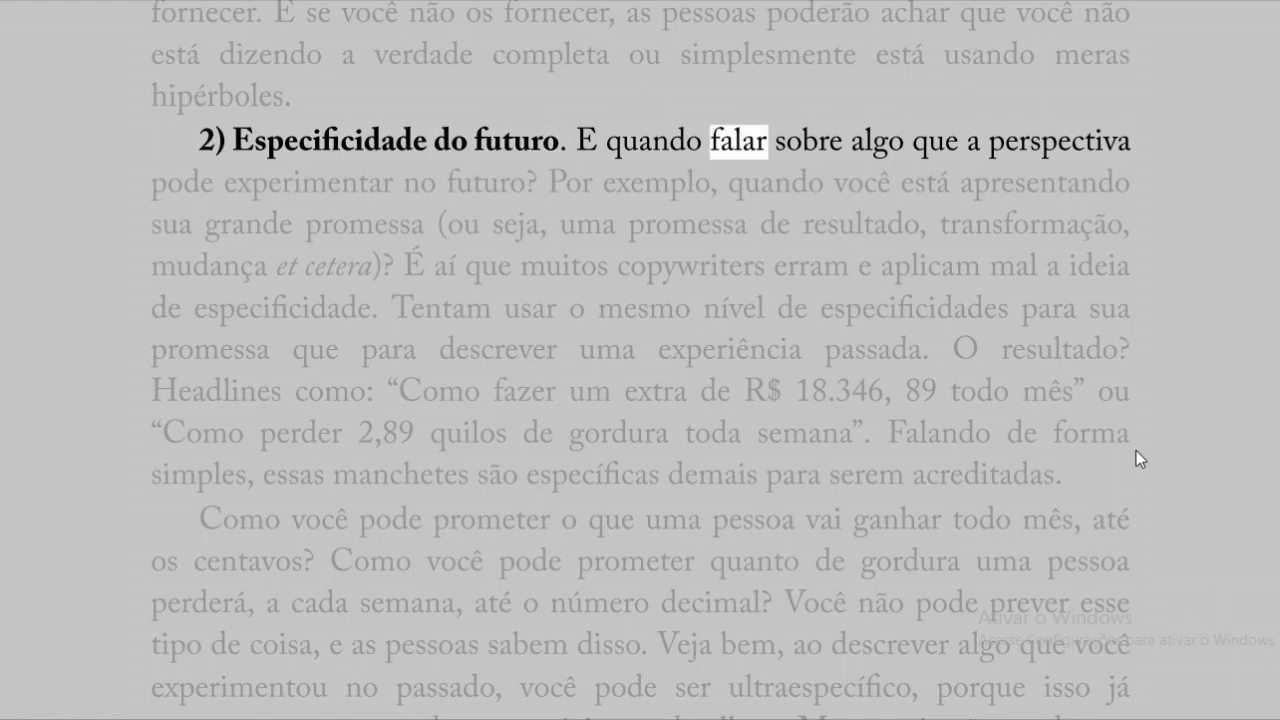 fornecer. E se você não os fornecer, as pessoas poderão achar que você não
está dizendo a verdade completa ou simplesmente está usando meras
hipérboles.
2) Especificidade do futuro. E quando falar sobre algo que a perspectiva
pode experimentar no futuro? Por exemplo, quando você está apresentando
sua grande promessa (ou seja, uma promessa de resultado, transformação,
mudança et cetera)? É aí que muitos copywriters erram e aplicam mal a ideia
de especificidade. Tentam usar o mesmo nível de especificidades para sua
promessa que para descrever uma experiência passada. O resultado?
Headlines como: “Como fazer um extra de R$ 18.346, 89 todo mês” ou
“Como perder 2,89 quilos de gordura toda semana”. Falando de forma
simples, essas manchetes são específicas demais para serem acreditadas.
Como você pode prometer o que uma pessoa vai ganhar todo mês, até
os centavos? Como você pode prometer quanto de gordura uma pessoa
perderá, a cada semana, até o número decimal? Você não pode prever esse
Ativar o Windows
Acesse Configurações para ativar o Windows.
tipo de coisa, e as pessoas sabem disso. Veja bem, ao descrever algo que você
experimentou no passado, você pode ser ultraespecífico, porque isso já